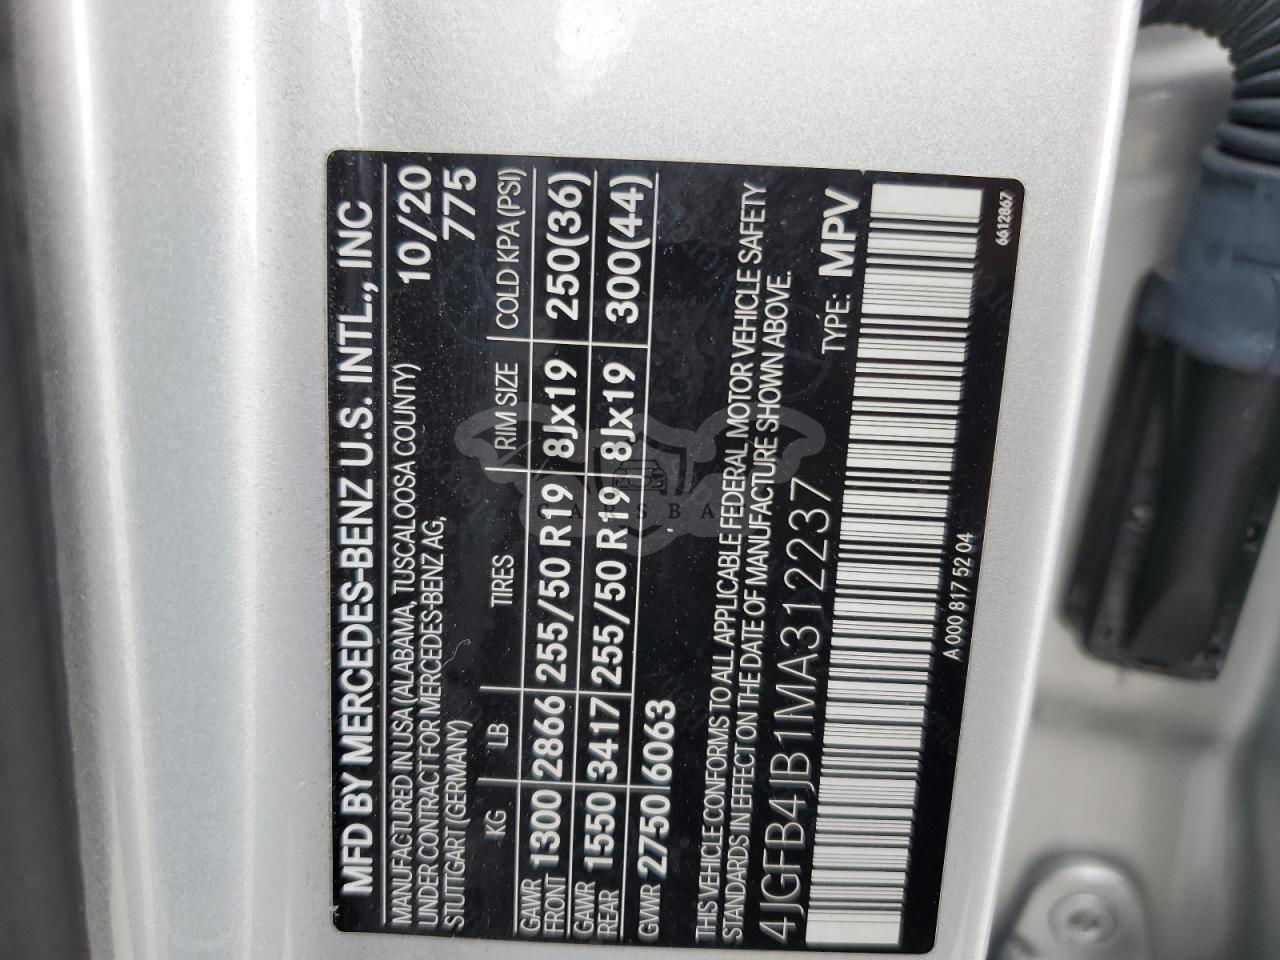 MFD BY MERCEDES-BENZ U.S. INTL., INC
MANUFACTURED IN USA (ALABAMA, TUSCALOOSA COUNTY) 10/20
UNDER CONTRACT FOR MERCEDES-BENZ AG, 775
STUTTGART (GERMANY)
KG LB TIRES RIM SIZE COLD KPA (PSI)
GAWR FRONT 1300 2866 255/50 R19 8Jx19 250(36)
GAWR REAR 1550 3417 255/50 R19 8Jx19 300(44)
GVWR 2750 6063
THIS VEHICLE CONFORMS TO ALL APPLICABLE FEDERAL MOTOR VEHICLE SAFETY
STANDARDS IN EFFECT ON THE DATE OF MANUFACTURE SHOWN ABOVE.
4JGFB4JB1MA312237 TYPE: MPV
A 000 817 52 04 6612867